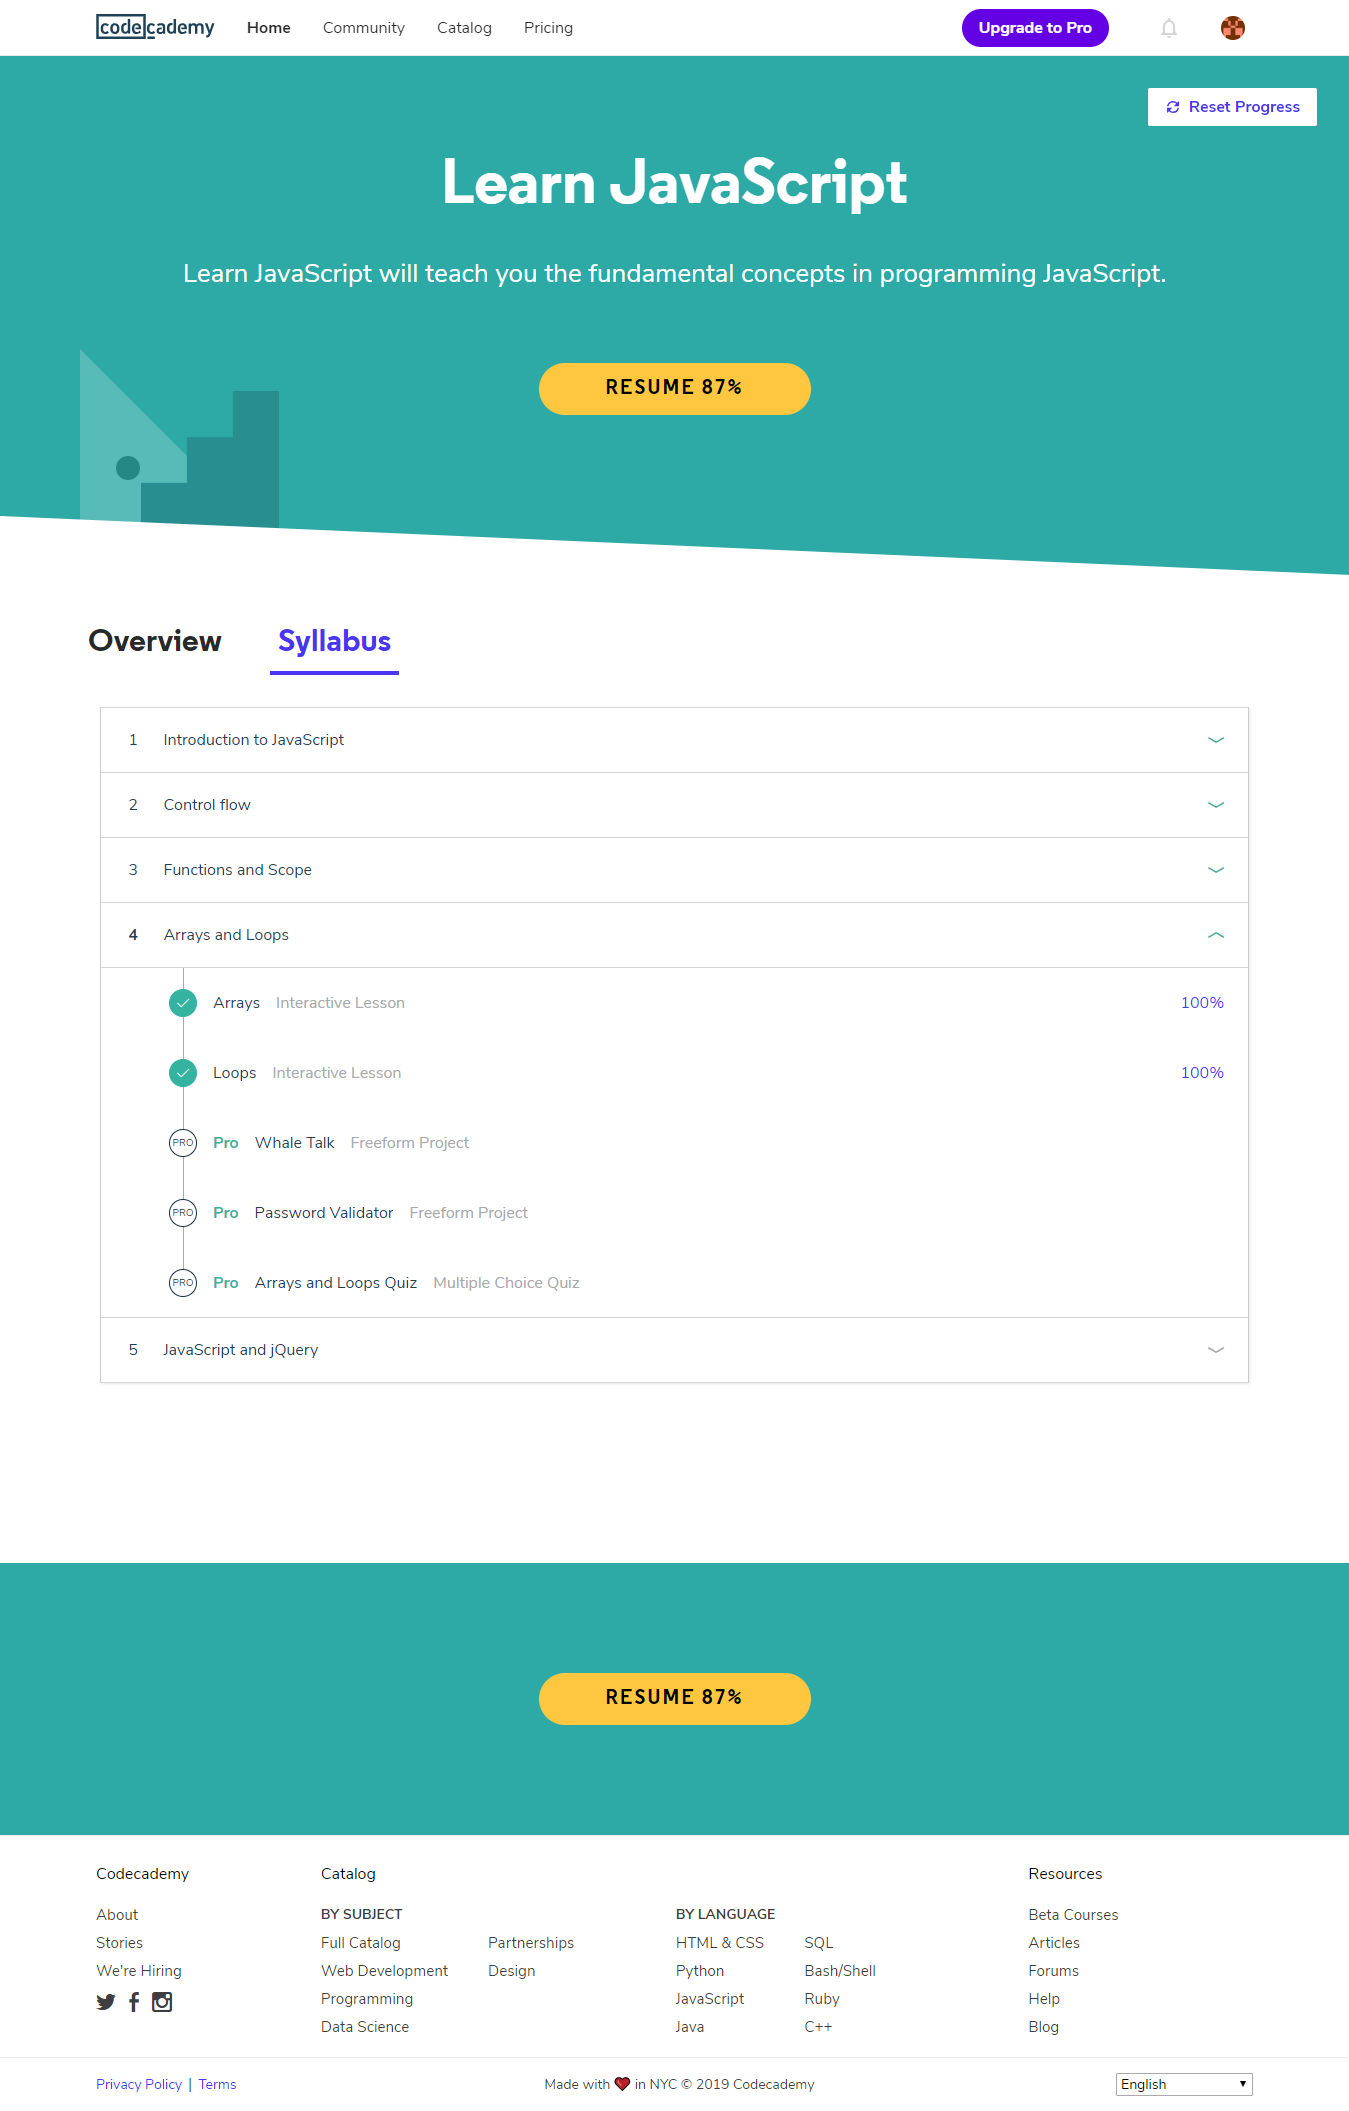 codecademy Home Community Catalog Pricing Upgrade to Pro
Reset Progress
Learn JavaScript
Learn JavaScript will teach you the fundamental concepts in programming JavaScript.
RESUME 87%
Overview Syllabus
1 Introduction to JavaScript
2 Control flow
3 Functions and Scope
4 Arrays and Loops
Arrays Interactive Lesson 100%
Loops Interactive Lesson 100%
PRO Pro Whale Talk Freeform Project
PRO Pro Password Validator Freeform Project
PRO Pro Arrays and Loops Quiz Multiple Choice Quiz
5 JavaScript and jQuery
RESUME 87%
Codecademy
About
Stories
We're Hiring
Catalog
BY SUBJECT
Full Catalog
Web Development
Programming
Data Science
Partnerships
Design
BY LANGUAGE
HTML & CSS
Python
JavaScript
Java
SQL
Bash/Shell
Ruby
C++
Resources
Beta Courses
Articles
Forums
Help
Blog
Privacy Policy | Terms
Made with ❤ in NYC © 2019 Codecademy
English